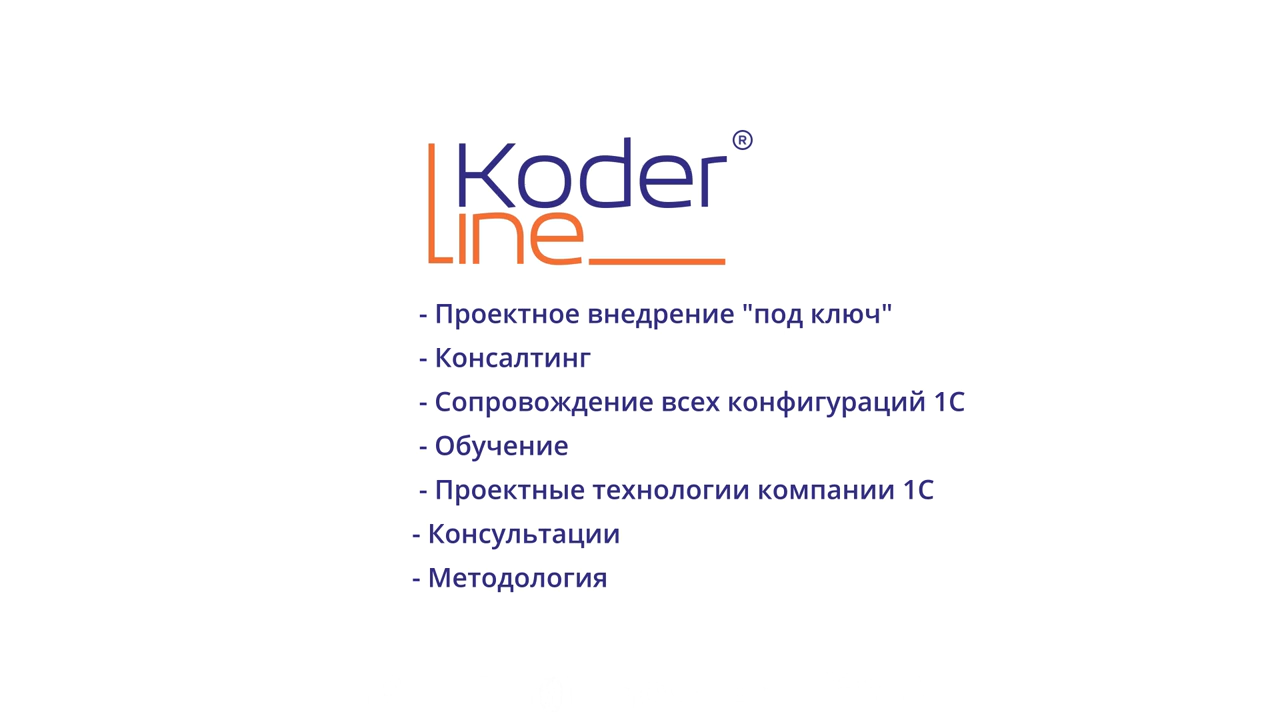 Koder®
Line
- Проектное внедрение "под ключ"
- Консалтинг
- Сопровождение всех конфигураций 1С
- Обучение
- Проектные технологии компании 1С
- Консультации
- Методология